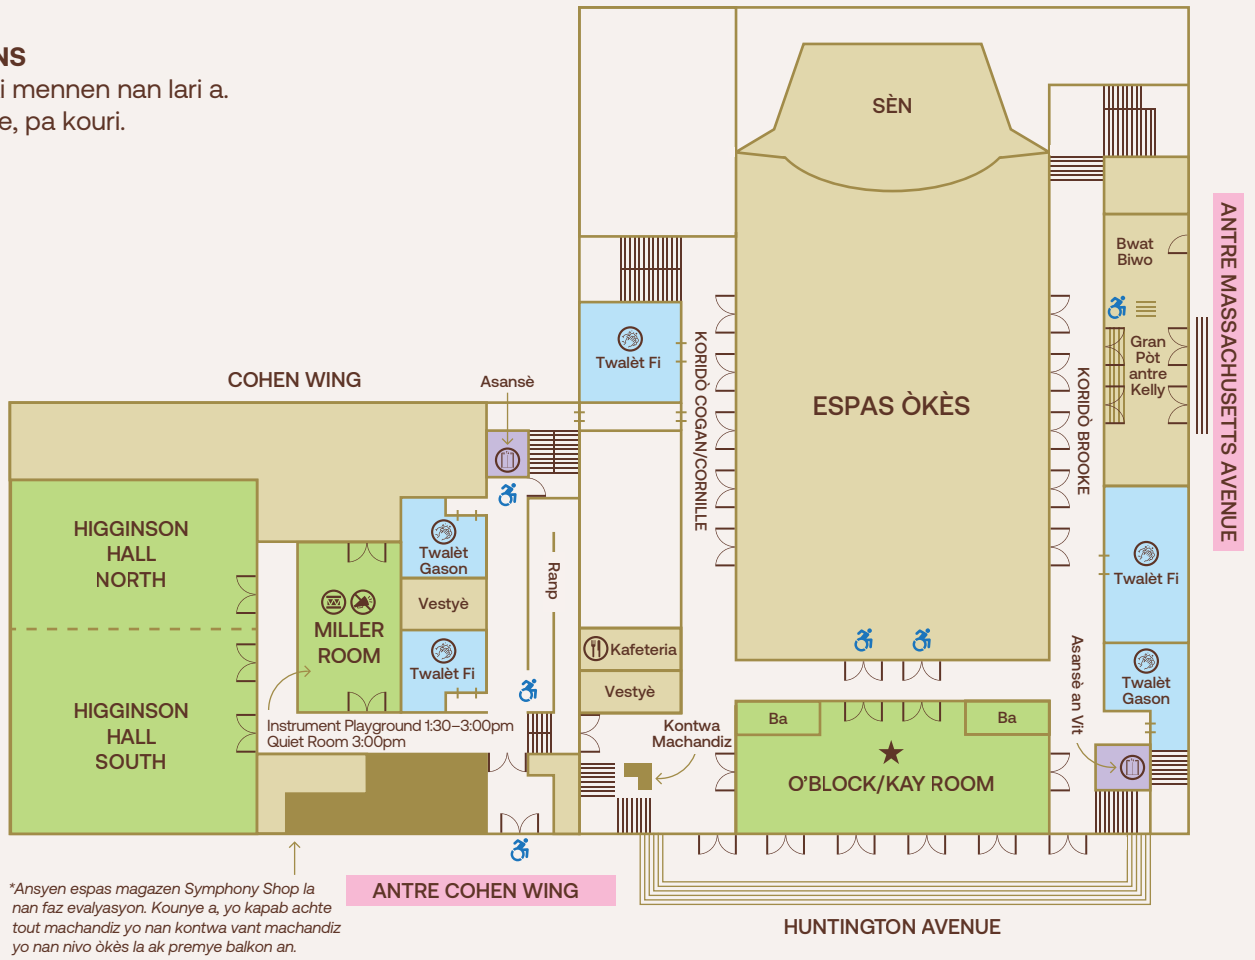 NS
i mennen nan lari a.
e, pa kouri.
SÈN
Bwat
Biwo
ANTRE MASSACHUSETTS AVENUE
Gran
Pòt
antre
Kelly
Twalèt Fi
KORIDÒ COGAN/CORNILLE
ESPAS ÒKÈS
KORIDÒ BROOKE
COHEN WING
Asansè
HIGGINSON
HALL
NORTH
Twalèt
Gason
Ranp
Twalèt Fi
Vestyè
MILLER
ROOM
Kafeteria
Twalèt Fi
Vestyè
Asansè an Vit
Twalèt
Gason
HIGGINSON
HALL
SOUTH
Instrument Playground 1:30–3:00pm
Quiet Room 3:00pm
Kontwa
Machandiz
Ba
Ba
O'BLOCK/KAY ROOM
*Ansyen espas magazen Symphony Shop la
nan faz evalyasyon. Kounye a, yo kapab achte
tout machandiz yo nan kontwa vant machandiz
yo nan nivo òkès la ak premye balkon an.
ANTRE COHEN WING
HUNTINGTON AVENUE